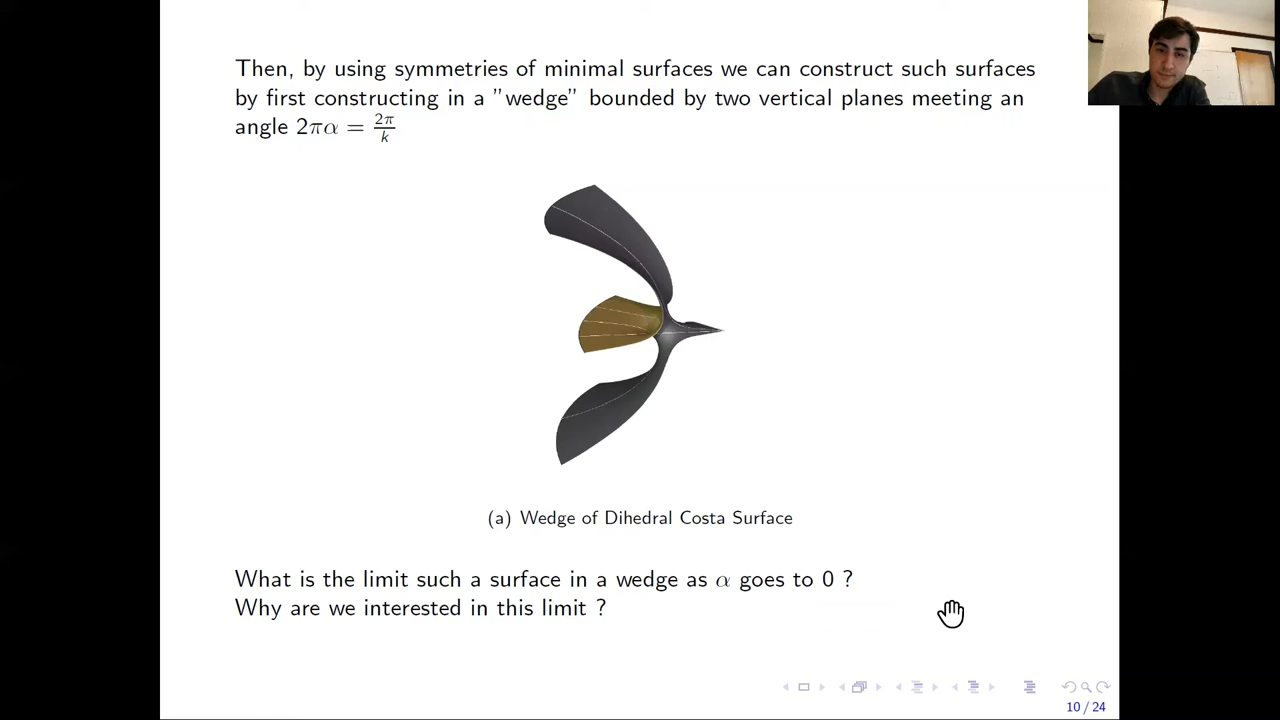 Then, by using symmetries of minimal surfaces we can construct such surfaces
by first constructing in a ”wedge” bounded by two vertical planes meeting an
angle 2πα = 2π/k
(a) Wedge of Dihedral Costa Surface
What is the limit such a surface in a wedge as α goes to 0 ?
Why are we interested in this limit ?
10 / 24